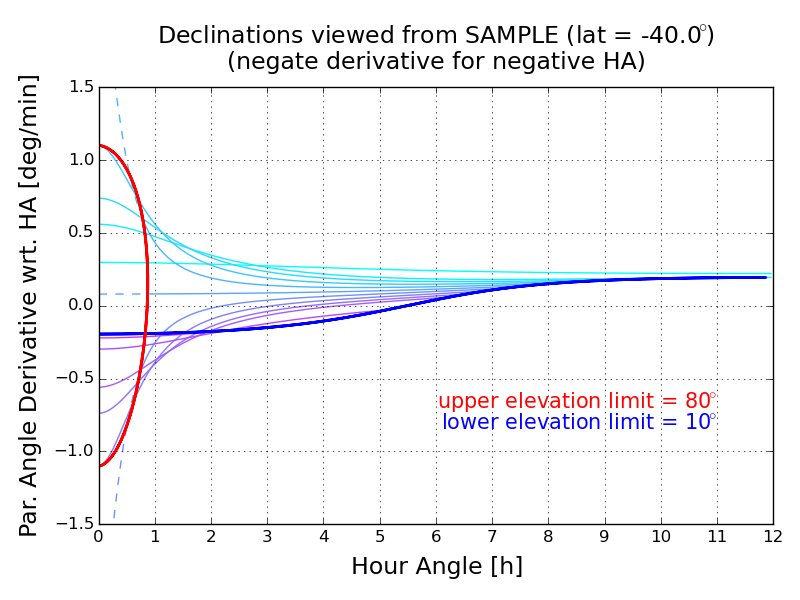 Declinations viewed from SAMPLE (lat = -40.0°)
(negate derivative for negative HA)
Par. Angle Derivative wrt. HA [deg/min]
1.5
1.0
0.5
0.0
−0.5
−1.0
−1.5
upper elevation limit = 80°
lower elevation limit = 10°
0 1 2 3 4 5 6 7 8 9 10 11 12
Hour Angle [h]